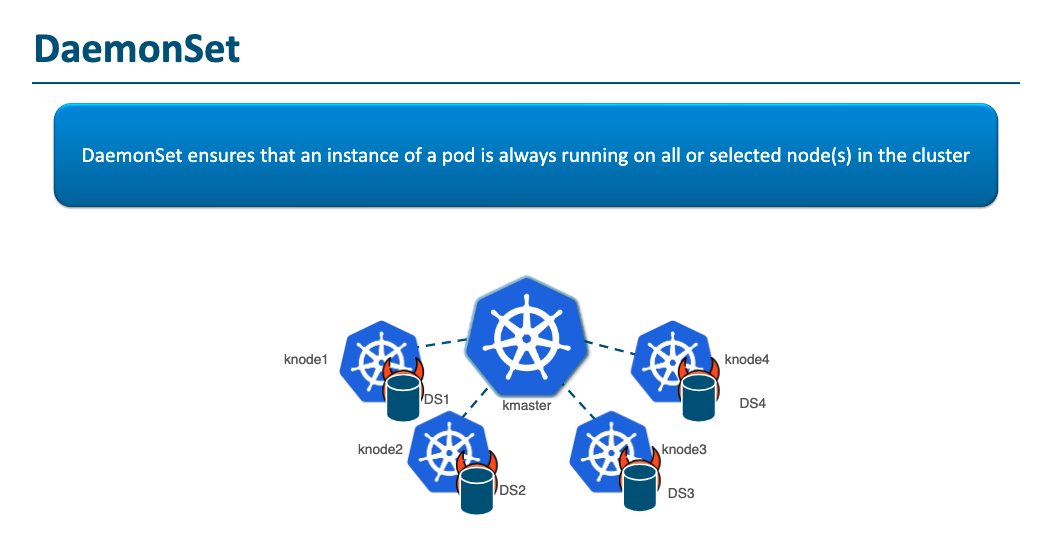 DaemonSet
DaemonSet ensures that an instance of a pod is always running on all or selected node(s) in the cluster
knode1
knode4
DS1
kmaster
DS4
knode2
knode3
DS2
DS3